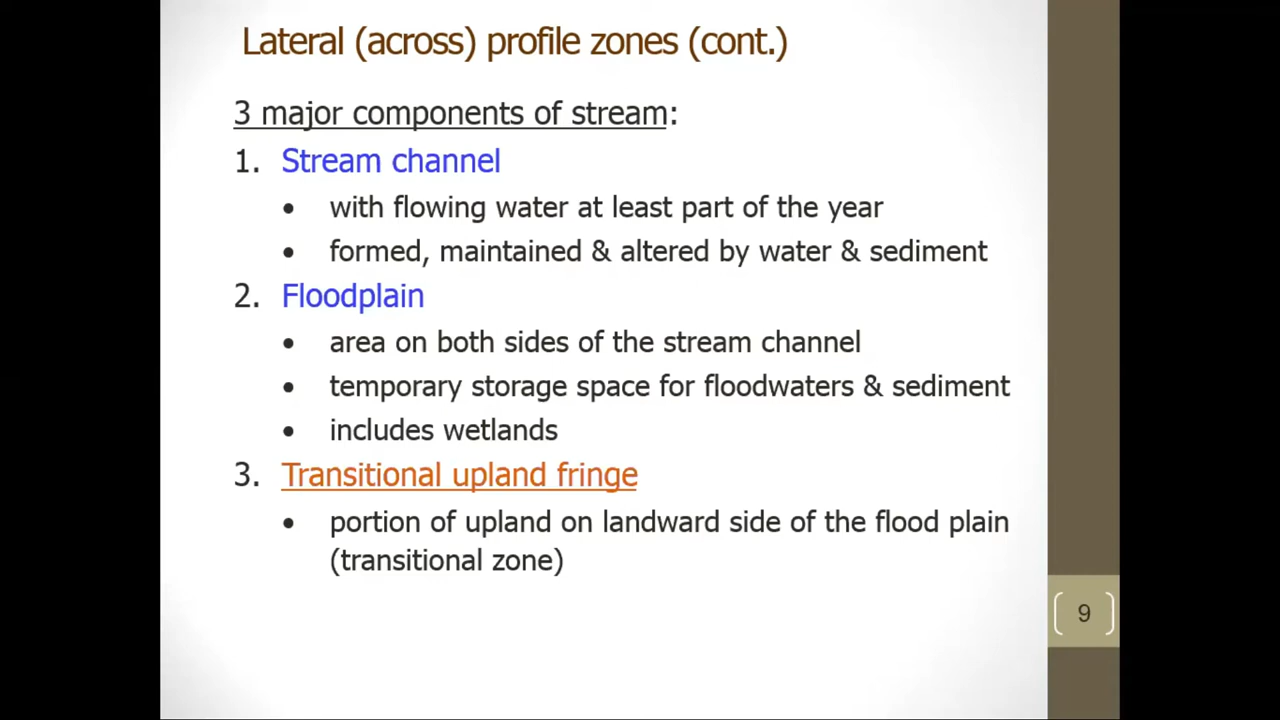 Lateral (across) profile zones (cont.)
3 major components of stream:
1. Stream channel
• with flowing water at least part of the year
• formed, maintained & altered by water & sediment
2. Floodplain
• area on both sides of the stream channel
• temporary storage space for floodwaters & sediment
• includes wetlands
3. Transitional upland fringe
• portion of upland on landward side of the flood plain
(transitional zone)
9